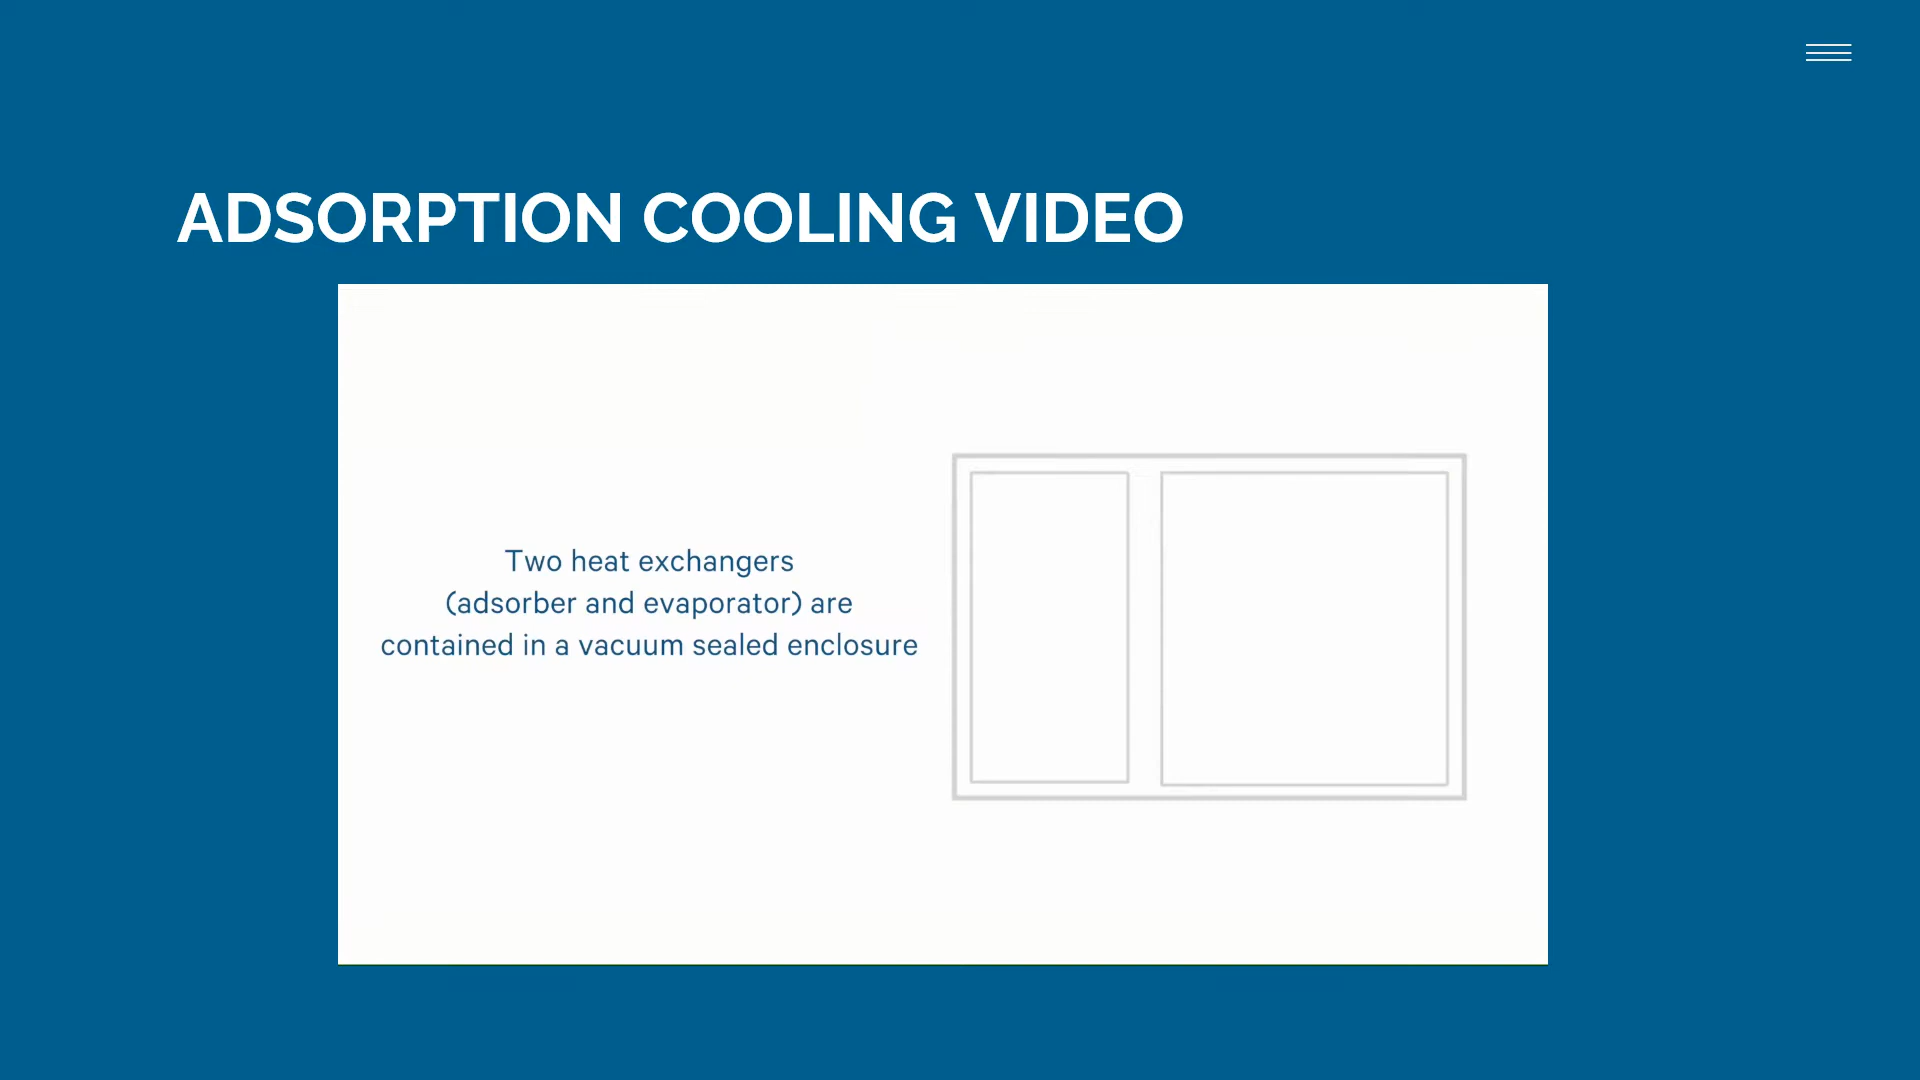 ADSORPTION COOLING VIDEO
Two heat exchangers
(adsorber and evaporator) are
contained in a vacuum sealed enclosure